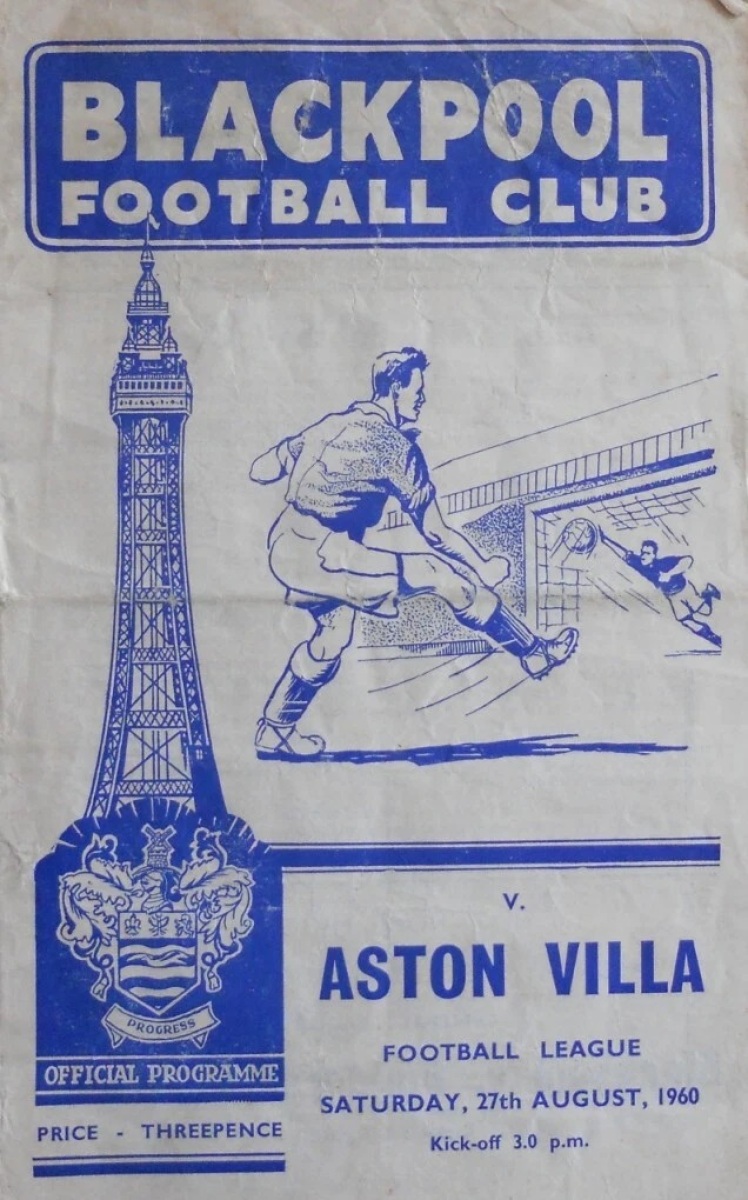 BLACKPOOL
FOOTBALL CLUB
V.
ASTON VILLA
FOOTBALL LEAGUE
SATURDAY, 27th AUGUST, 1960
Kick-off 3.0 p.m.
PROGRESS
OFFICIAL PROGRAMME
PRICE - THREEPENCE